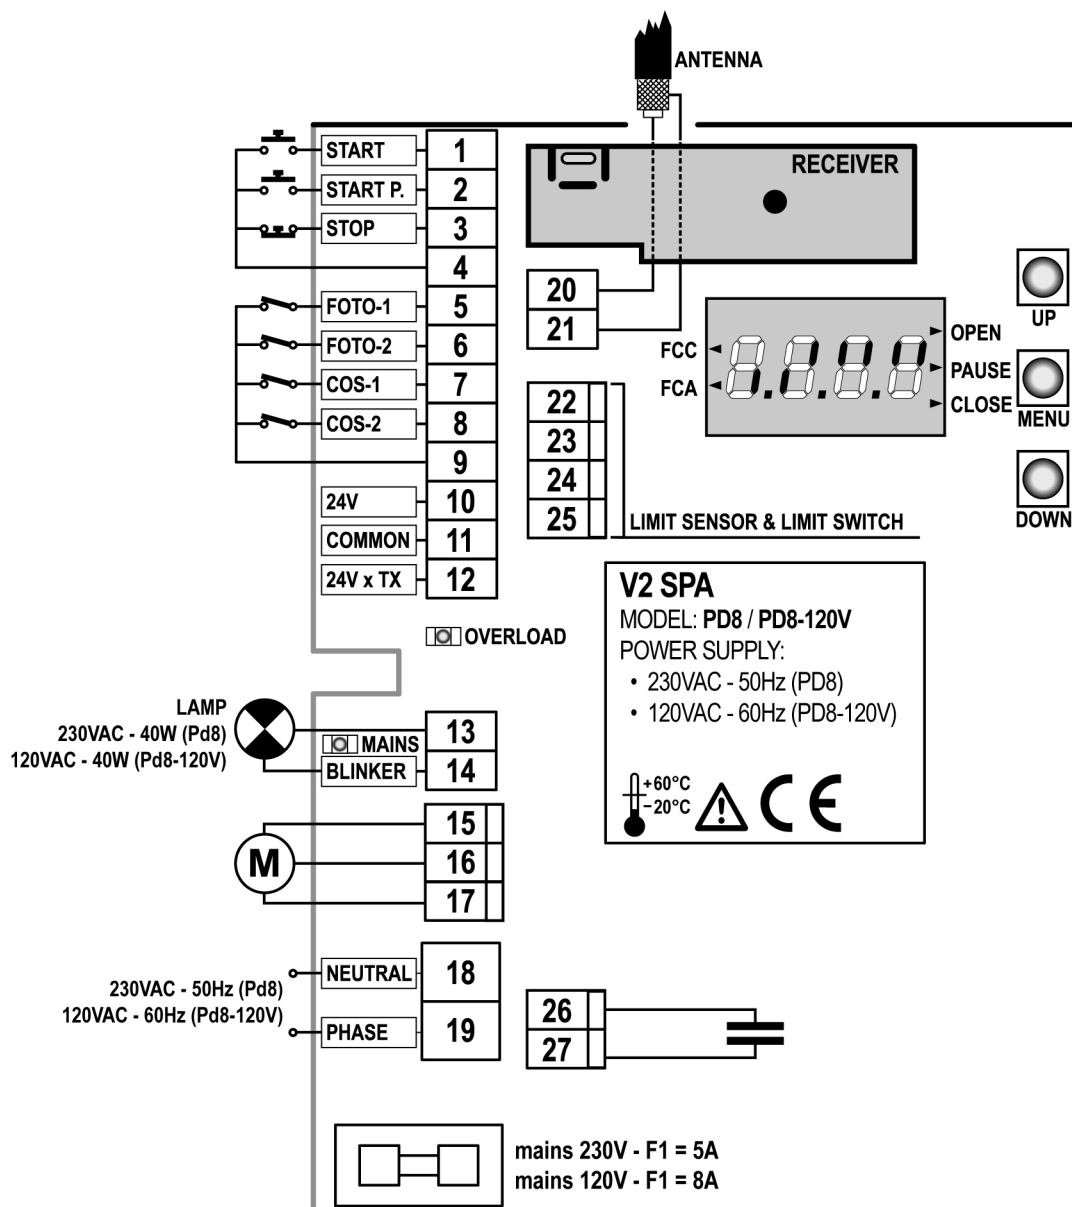 ANTENNA
START 1
START P. 2
STOP 3
4
FOTO-1 5
FOTO-2 6
COS-1 7
COS-2 8
9
24V 10
COMMON 11
24V x TX 12
RECEIVER
20
21
FCC
FCA
OPEN
PAUSE
CLOSE
UP
MENU
DOWN
22
23
24
25
LIMIT SENSOR & LIMIT SWITCH
OVERLOAD
V2 SPA
MODEL: PD8 / PD8-120V
POWER SUPPLY:
• 230VAC - 50Hz (PD8)
• 120VAC - 60Hz (PD8-120V)
+60°C
-20°C
CE
LAMP
230VAC - 40W (Pd8)
120VAC - 40W (Pd8-120V)
13
MAINS
BLINKER 14
15
M 16
17
NEUTRAL 18
230VAC - 50Hz (Pd8)
120VAC - 60Hz (Pd8-120V)
PHASE 19
26
27
mains 230V - F1 = 5A
mains 120V - F1 = 8A